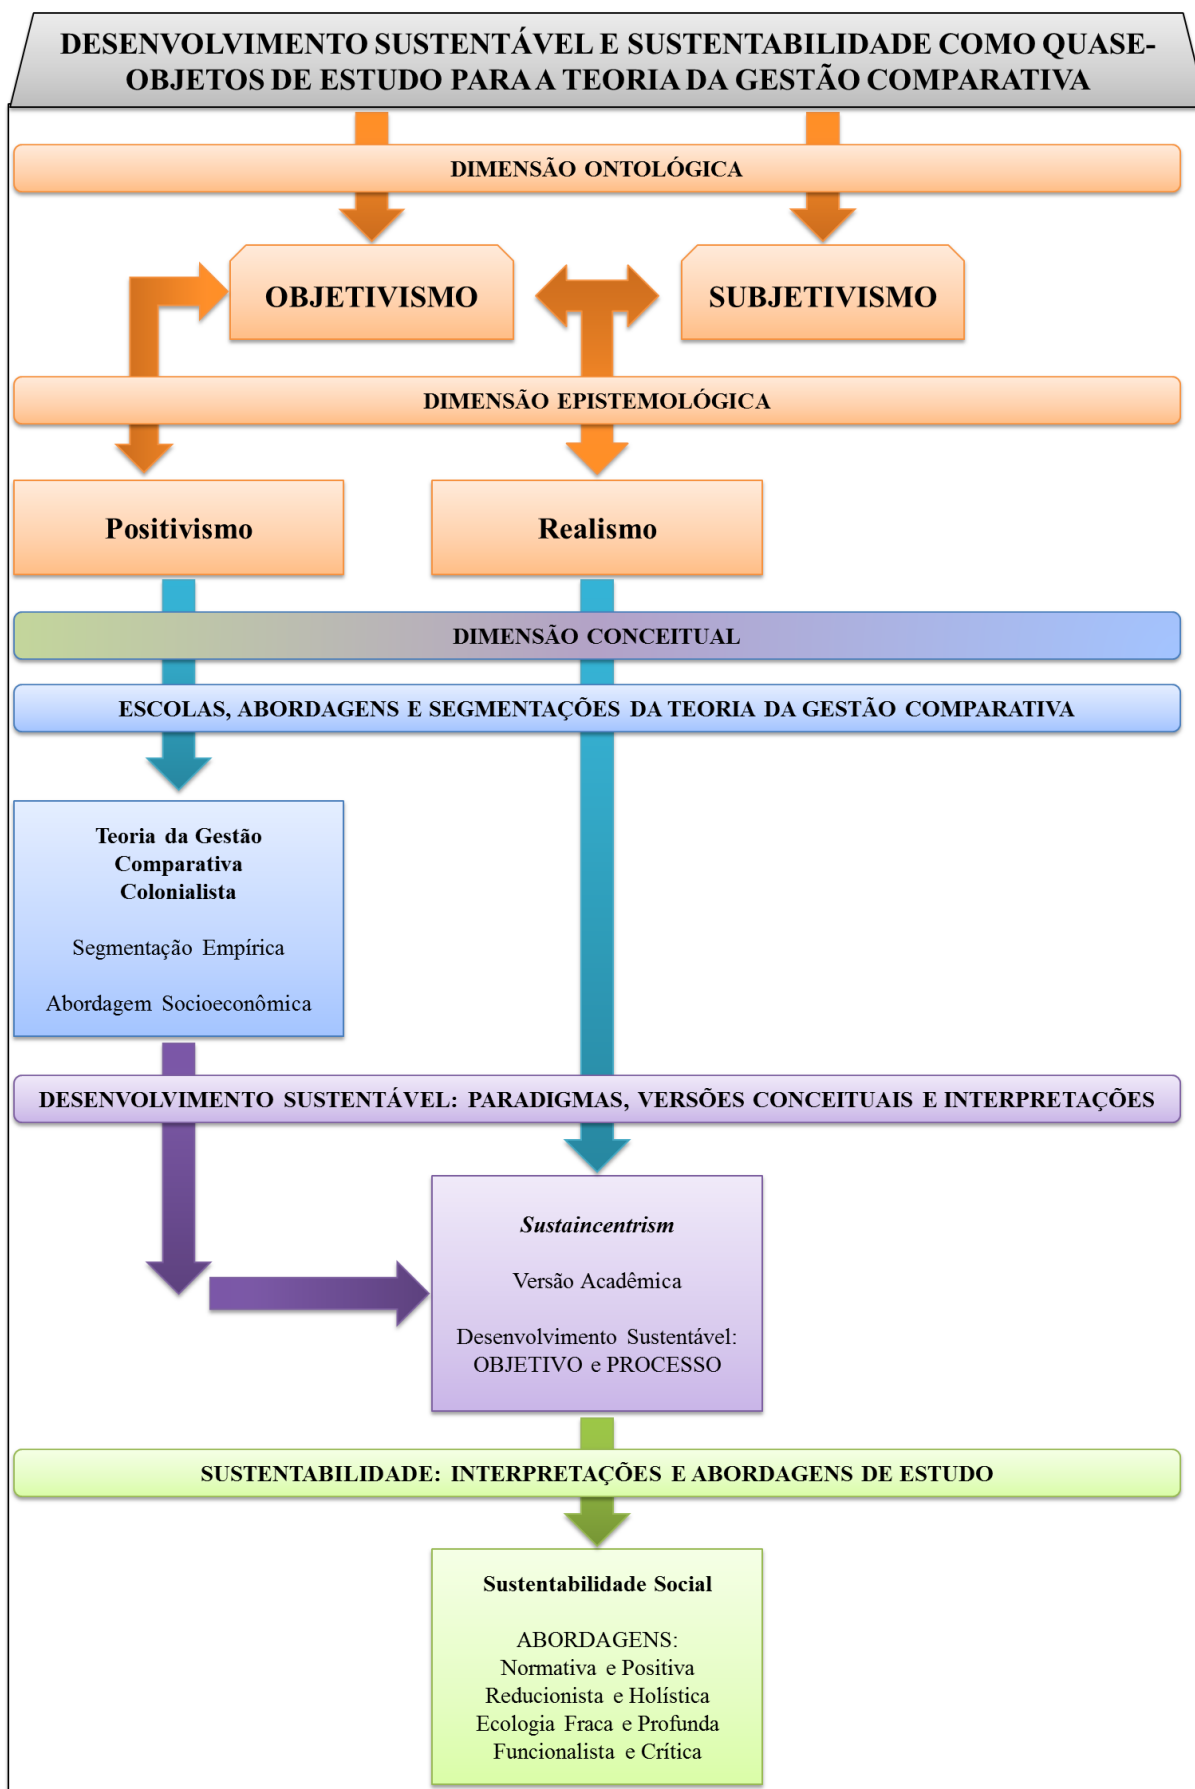 DESENVOLVIMENTO SUSTENTÁVEL E SUSTENTABILIDADE COMO QUASE-
OBJETOS DE ESTUDO PARA A TEORIA DA GESTÃO COMPARATIVA
DIMENSÃO ONTOLÓGICA
OBJETIVISMO
SUBJETIVISMO
DIMENSÃO EPISTEMOLÓGICA
Positivismo
Realismo
DIMENSÃO CONCEITUAL
ESCOLAS, ABORDAGENS E SEGMENTAÇÕES DA TEORIA DA GESTÃO COMPARATIVA
Teoria da Gestão
Comparativa
Colonialista
Segmentação Empírica
Abordagem Socioeconômica
DESENVOLVIMENTO SUSTENTÁVEL: PARADIGMAS, VERSÕES CONCEITUAIS E INTERPRETAÇÕES
Sustaincentrism
Versão Acadêmica
Desenvolvimento Sustentável:
OBJETIVO e PROCESSO
SUSTENTABILIDADE: INTERPRETAÇÕES E ABORDAGENS DE ESTUDO
Sustentabilidade Social
ABORDAGENS:
Normativa e Positiva
Reducionista e Holística
Ecologia Fraca e Profunda
Funcionalista e Crítica